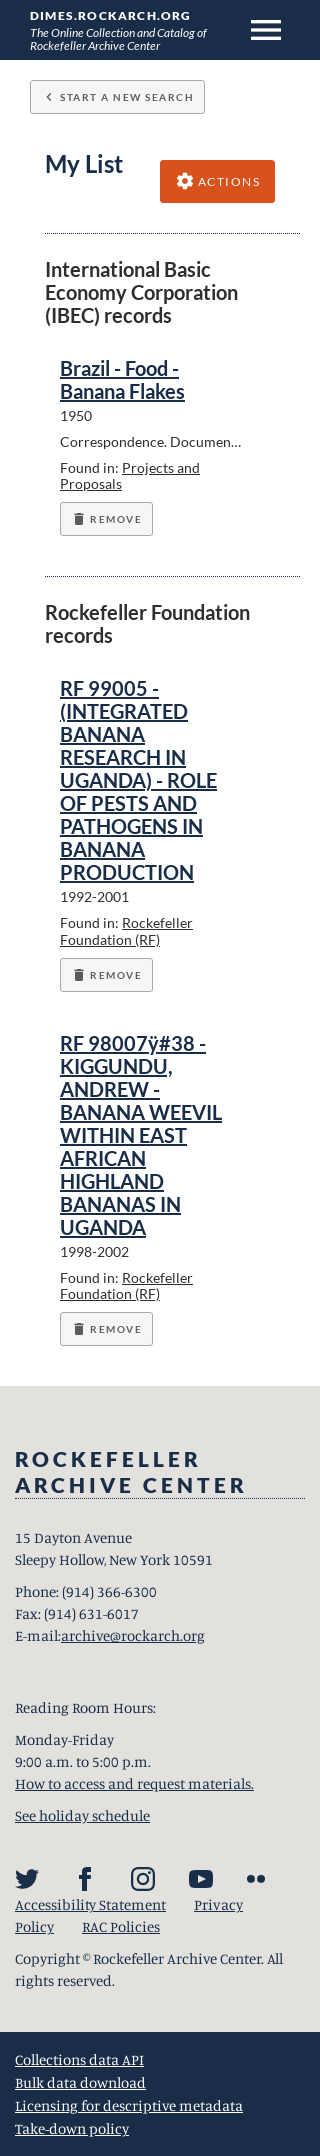 DIMES.ROCKARCH.ORG
The Online Collection and Catalog of
Rockefeller Archive Center
START A NEW SEARCH
My List
ACTIONS
International Basic
Economy Corporation
(IBEC) records
Brazil - Food -
Banana Flakes
1950
Correspondence. Documen...
Found in: Projects and
Proposals
REMOVE
Rockefeller Foundation
records
RF 99005 -
(INTEGRATED
BANANA
RESEARCH IN
UGANDA) - ROLE
OF PESTS AND
PATHOGENS IN
BANANA
PRODUCTION
1992-2001
Found in: Rockefeller
Foundation (RF)
REMOVE
RF 98007ÿ#38 -
KIGGUNDU,
ANDREW -
BANANA WEEVIL
WITHIN EAST
AFRICAN
HIGHLAND
BANANAS IN
UGANDA
1998-2002
Found in: Rockefeller
Foundation (RF)
REMOVE
ROCKEFELLER
ARCHIVE CENTER
15 Dayton Avenue
Sleepy Hollow, New York 10591
Phone: (914) 366-6300
Fax: (914) 631-6017
E-mail:archive@rockarch.org
Reading Room Hours:
Monday-Friday
9:00 a.m. to 5:00 p.m.
How to access and request materials.
See holiday schedule
Accessibility Statement Privacy
Policy RAC Policies
Copyright © Rockefeller Archive Center. All
rights reserved.
Collections data API
Bulk data download
Licensing for descriptive metadata
Take-down policy